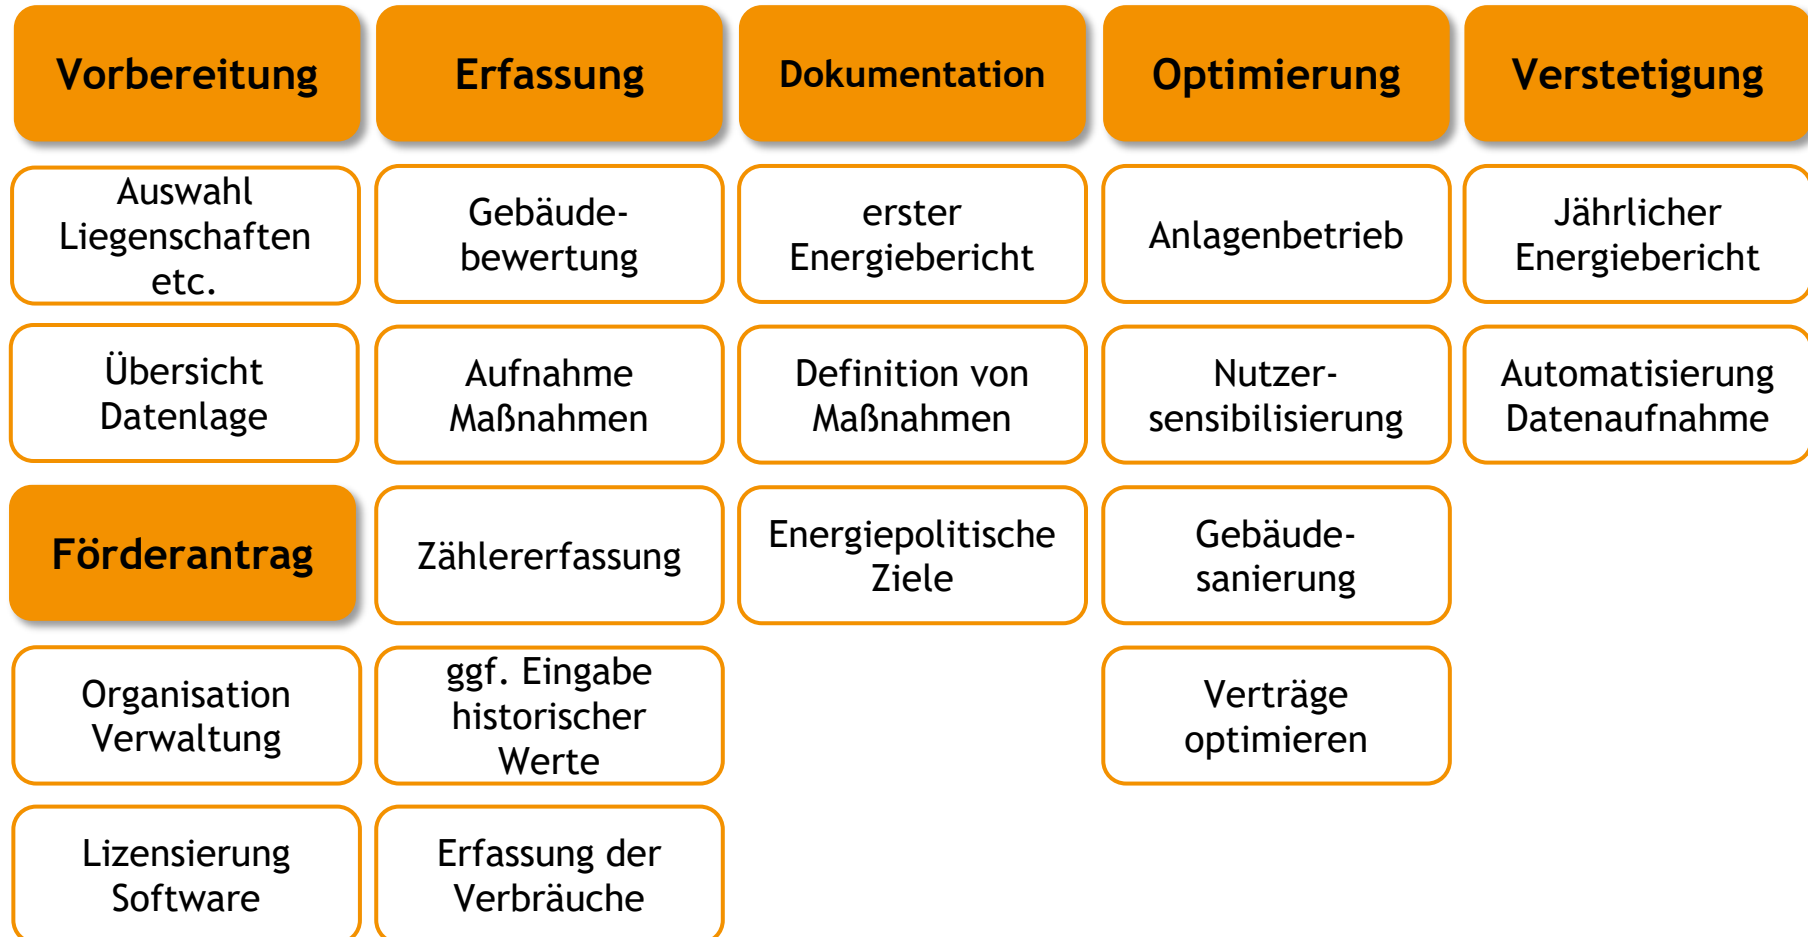 Vorbereitung
Auswahl
Liegenschaften
etc.
Übersicht
Datenlage
Förderantrag
Organisation
Verwaltung
Lizensierung
Software
Erfassung
Gebäude-
bewertung
Aufnahme
Maßnahmen
Zählererfassung
ggf. Eingabe
historischer
Werte
Erfassung der
Verbräuche
Dokumentation
erster
Energiebericht
Definition von
Maßnahmen
Energiepolitische
Ziele
Optimierung
Anlagenbetrieb
Nutzer-
sensibilisierung
Gebäude-
sanierung
Verträge
optimieren
Verstetigung
Jährlicher
Energiebericht
Automatisierung
Datenaufnahme